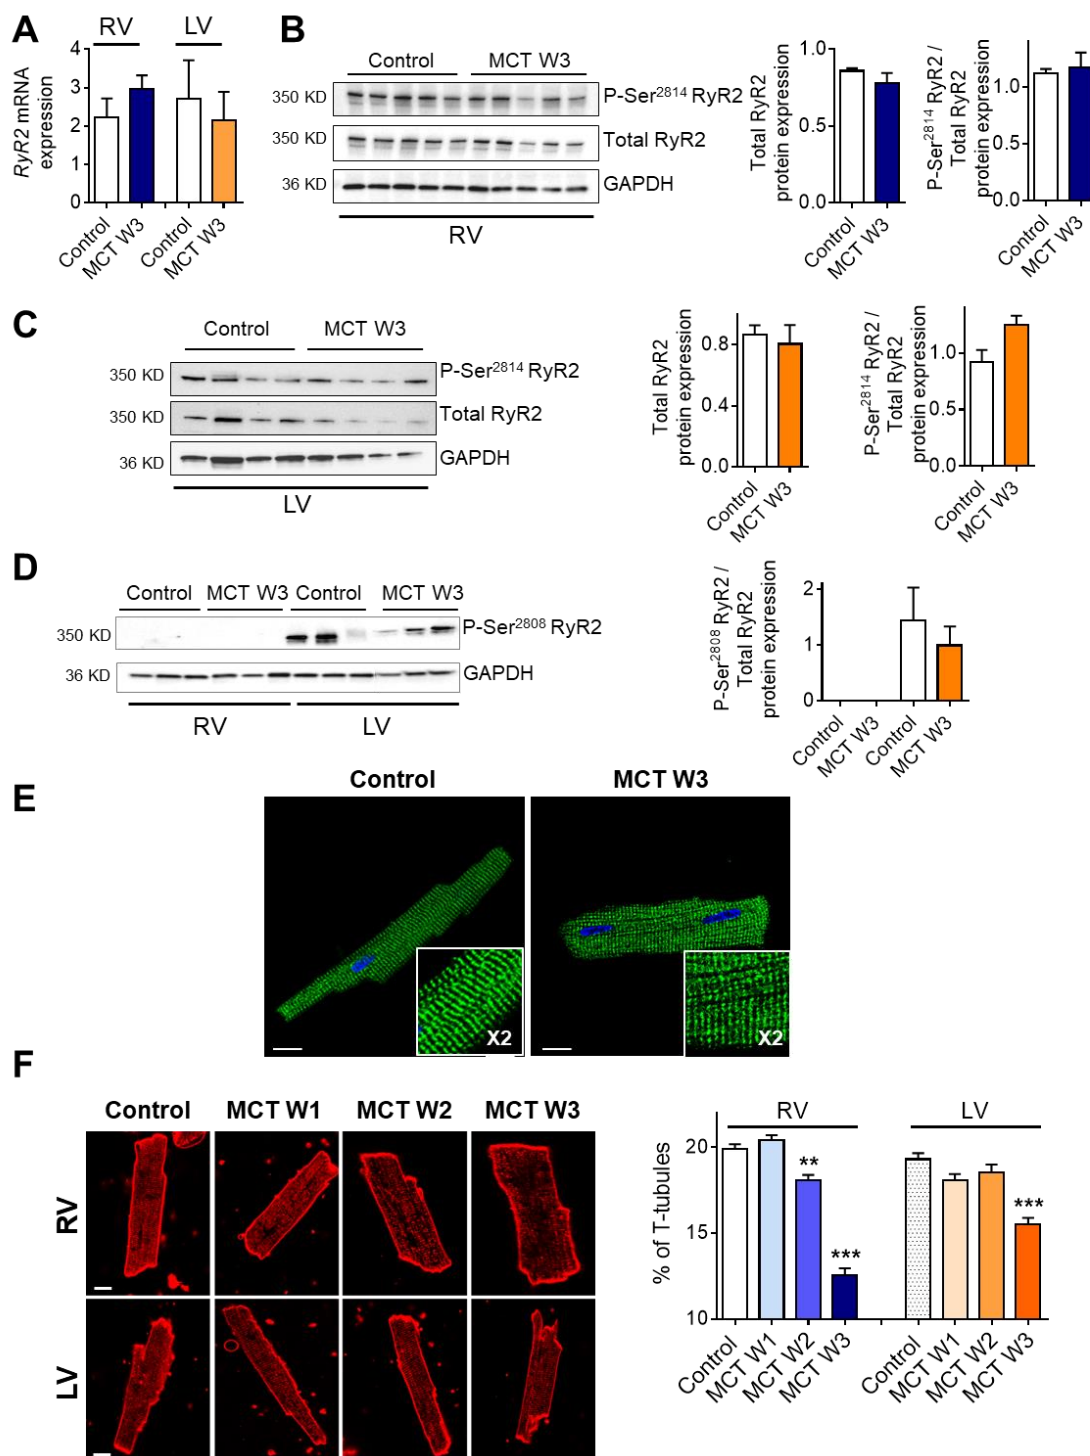 A
RV LV
RyR2 mRNA
expression
4
3
2
1
0
Control
MCT W3
Control
MCT W3
B
Control MCT W3
350 KD P-Ser2814 RyR2
350 KD Total RyR2
36 KD GAPDH
RV
Total RyR2
protein expression
1.0
0.5
0.0
Control
MCT W3
P-Ser2814 RyR2 /
Total RyR2
protein expression
1.0
0.5
0.0
Control
MCT W3
C
Control MCT W3
350 KD P-Ser2814 RyR2
350 KD Total RyR2
36 KD GAPDH
LV
Total RyR2
protein expression
0.8
0.4
0.0
Control
MCT W3
P-Ser2814 RyR2 /
Total RyR2
protein expression
1.0
0.5
0.0
Control
MCT W3
D
Control MCT W3 Control MCT W3
350 KD P-Ser2808 RyR2
36 KD GAPDH
RV LV
P-Ser2808 RyR2 /
Total RyR2
protein expression
2
1
0
Control
MCT W3
Control
MCT W3
E
Control MCT W3
X2 X2
F
Control MCT W1 MCT W2 MCT W3
RV
LV
RV LV
% of T-tubules
20
15
10
** *** ***
Control
MCT W1
MCT W2
MCT W3
Control
MCT W1
MCT W2
MCT W3